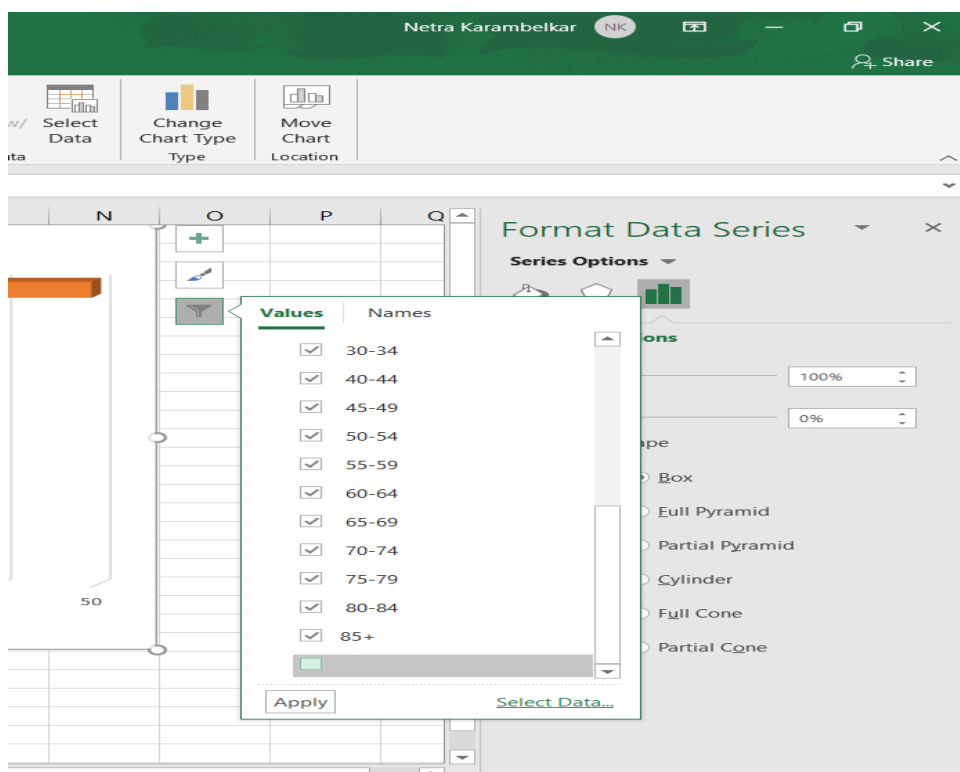 Netra Karambelkar NK
Share
w/ Select Data
Change Chart Type
Move Chart
ta Type Location
N O P Q
Format Data Series
Series Options
Values Names
ons
30-34
100%
40-44
45-49
0%
50-54
ape
55-59
Box
60-64
Full Pyramid
65-69
70-74
Partial Pyramid
75-79
Cylinder
50
80-84
Full Cone
85+
Partial Cone
Apply Select Data...